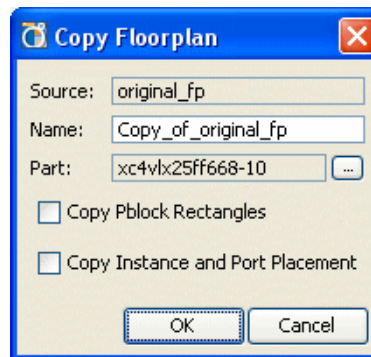 Copy Floorplan
Source: original_fp
Name: Copy_of_original_fp
Part: xc4vlx25ff668-10 ...
Copy Pblock Rectangles
Copy Instance and Port Placement
OK Cancel